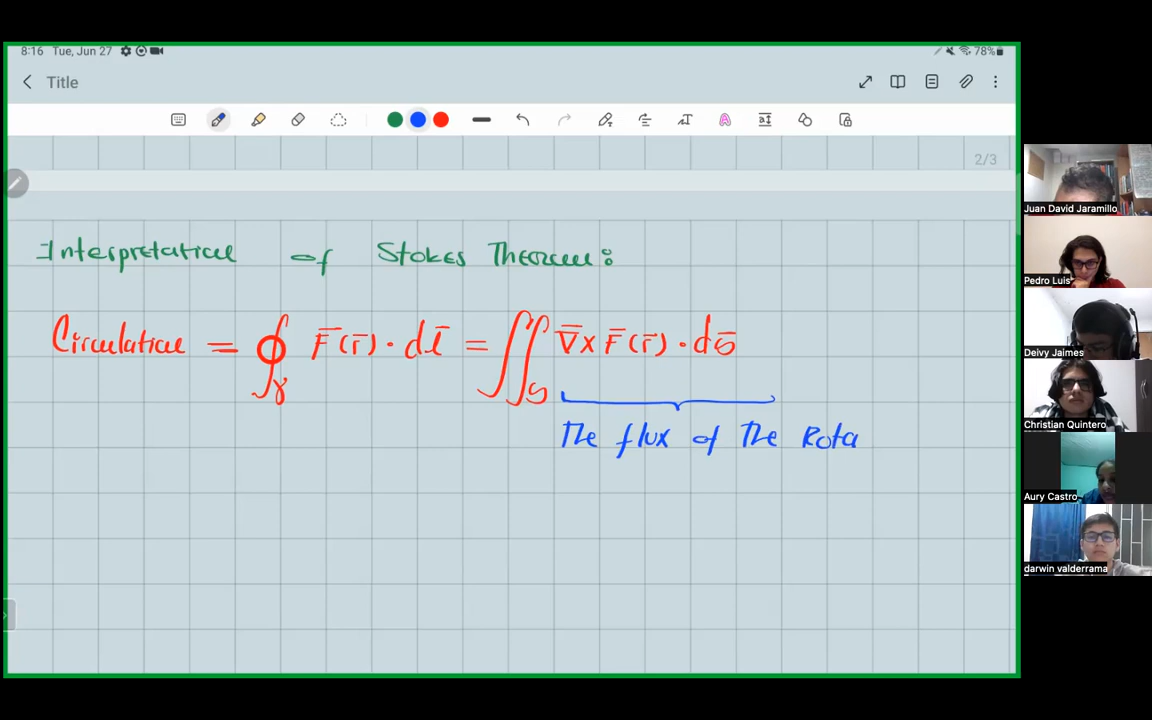 8:16 Tue, Jun 27
78%
Title
2/3
Interpretation of Stokes Theorem:
Circulation = ∮γ F̅(r̅)·dl̅ = ∬S ∇̅×F̅(r̅)·dσ̅
The flux of The Rota
Juan David Jaramillo
Pedro Luis
Deivy Jaimes
Christian Quintero
Aury Castro
darwin valderrama